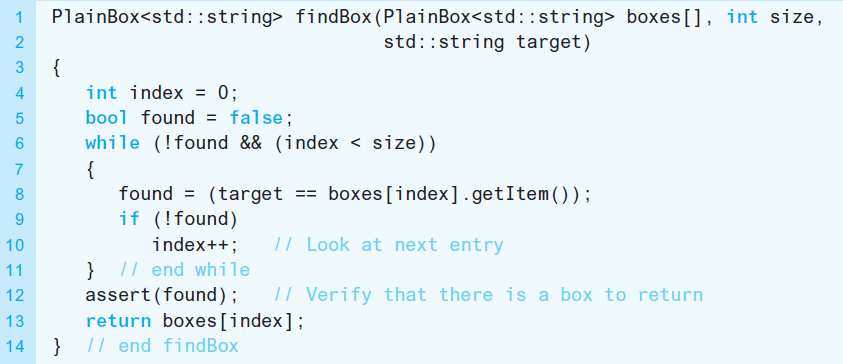 1 PlainBox<std::string> findBox(PlainBox<std::string> boxes[], int size,
2 std::string target)
3 {
4 int index = 0;
5 bool found = false;
6 while (!found && (index < size))
7 {
8 found = (target == boxes[index].getItem());
9 if (!found)
10 index++; // Look at next entry
11 } // end while
12 assert(found); // Verify that there is a box to return
13 return boxes[index];
14 } // end findBox